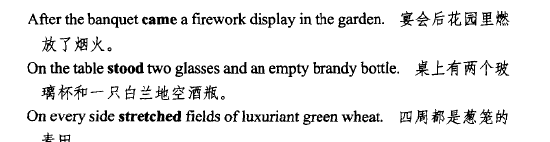 After the banquet came a firework display in the garden. 宴会后花园里燃
放了烟火。
On the table stood two glasses and an empty brandy bottle. 桌上有两个玻
璃杯和一只白兰地空酒瓶。
On every side stretched fields of luxuriant green wheat. 四周都是葱笼的